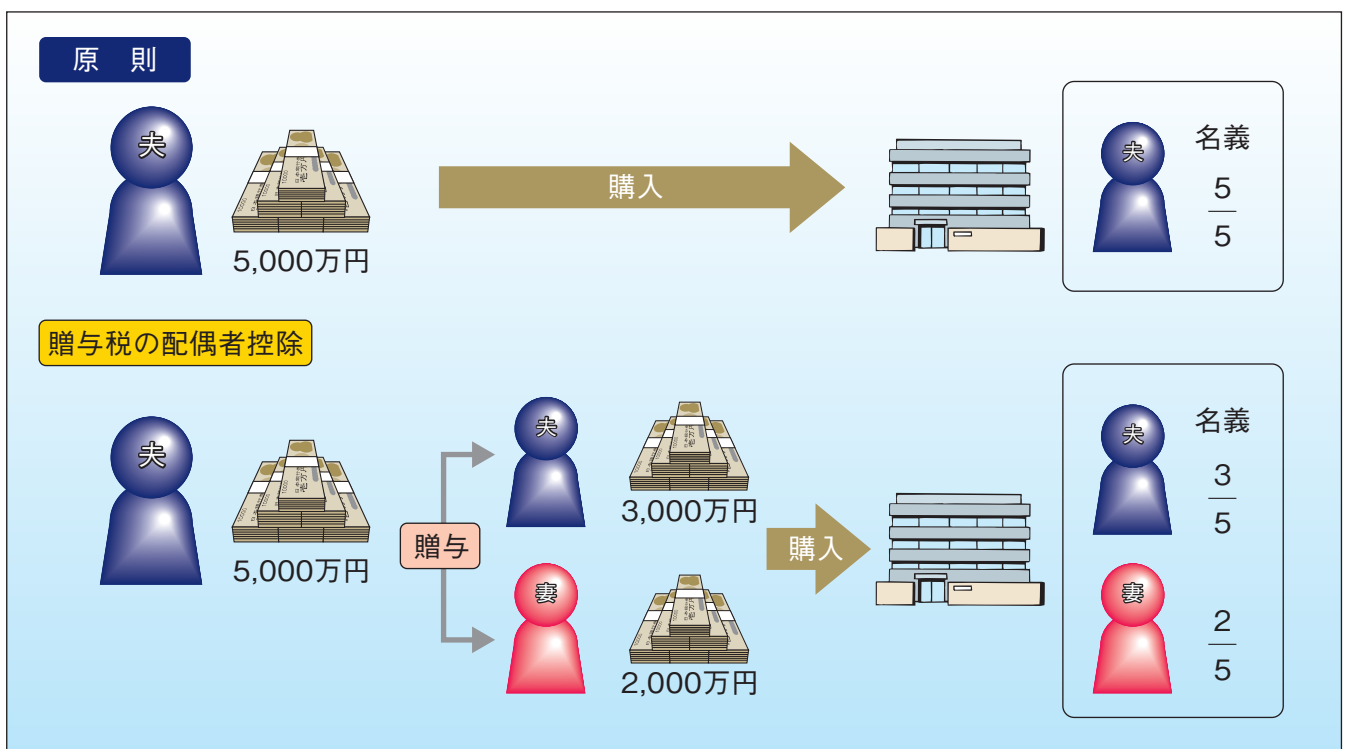 原則
夫
5,000万円
購入
夫
名義
5
5
贈与税の配偶者控除
夫
5,000万円
贈与
夫
3,000万円
妻
2,000万円
購入
夫
名義
3
5
妻
2
5